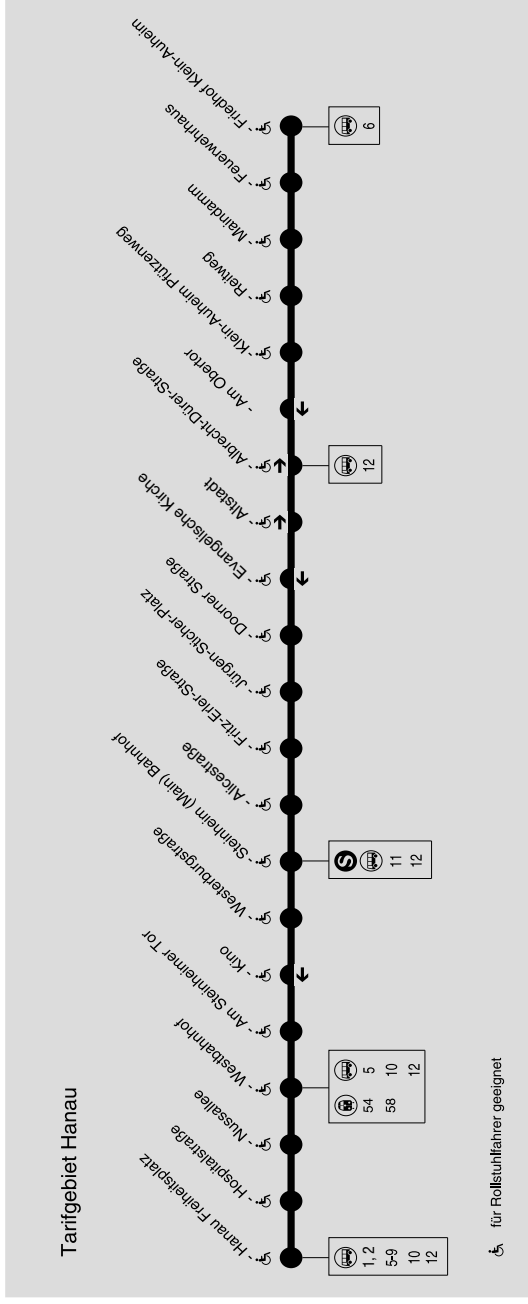 Tarifgebiet Hanau
Hanau Freiheitsplatz
Hospitalstraße
Nussallee
Westbahnhof
Am Steinheimer Tor
Kino
Westerburgstraße
Steinheim (Main) Bahnhof
Alicestraße
Fritz-Erler-Straße
Jürgen-Sticher-Platz
Doorner Straße
Evangelische Kirche
Altstadt
Albrecht-Dürer-Straße
Am Obertor
Klein-Auheim Pfützenweg
Reitweg
Maindamm
Feuerwehrhaus
Friedhof Klein-Auheim
1, 2
5-9
10
12
54
58
5
10
12
S
11
12
12
6
für Rollstuhlfahrer geeignet